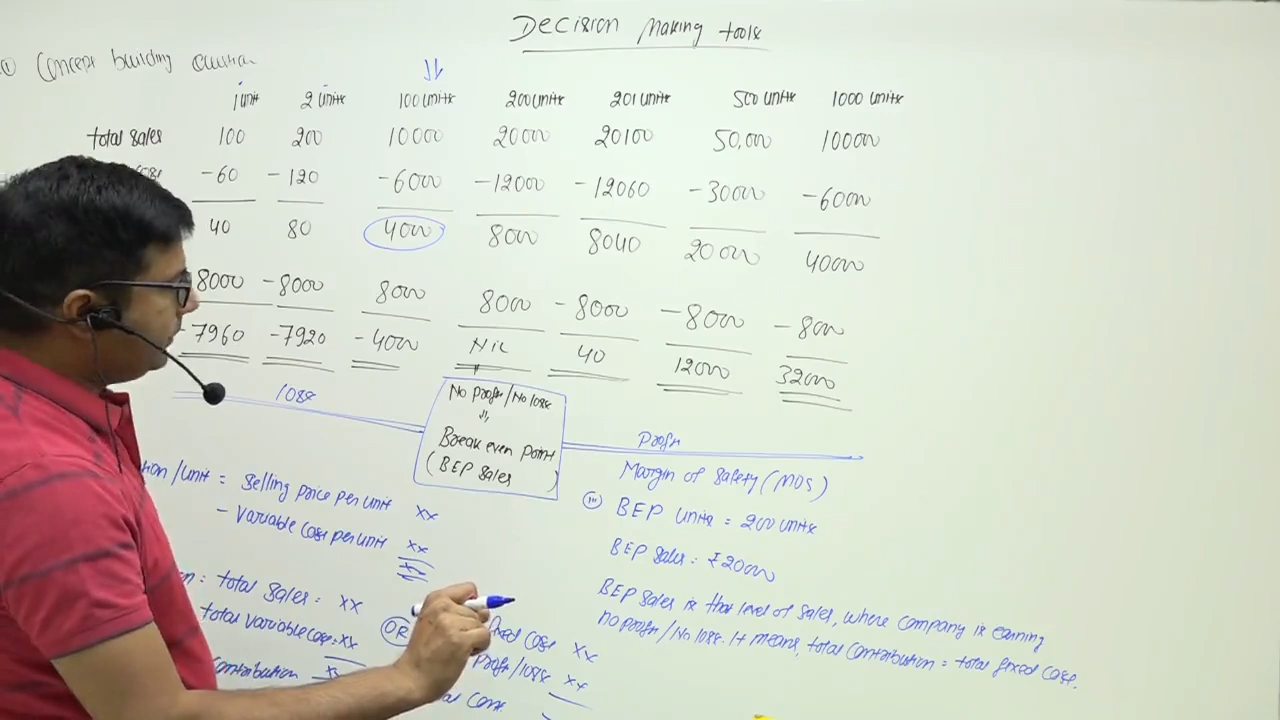 Decision Making tools
① Concept building
1 unit 2 units 100 units 200 units 201 units 500 units 1000 units
total sales 100 200 10000 20000 20100 50,000 100000
-60 -120 -6000 -12000 -12060 -30000 -60000
40 80 4000 8000 8040 20000 40000
-8000 -8000 8000 8000 -8000 -8000 -8000
-7960 -7920 -4000 Nil 40 12000 32000
loss
No profit/No loss
Break even point
(BEP sales)
Profit
Margin of safety (MOS)
tion/unit = Selling price per unit xx
- Variable cost per unit xx
xx
n: total sales: xx
total variable cost: xx
Contribution xx
OR
fixed cost xx
Profit/loss xx
tal Cont.
(iii) BEP units = 200 units
BEP sales: ₹20000
BEP sales is that level of sales, where company is earning
no profit/No loss. It means, total contribution = total fixed cost.